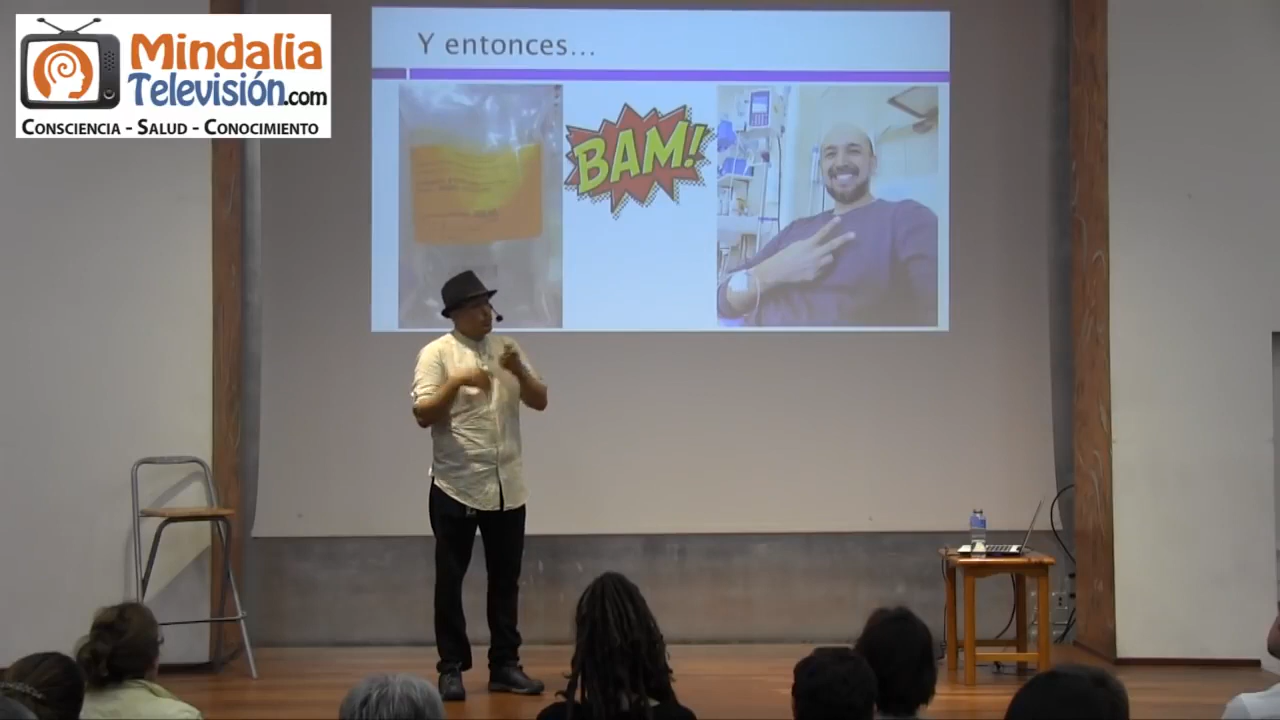 Mindalia
Televisión.com
CONSCIENCIA - SALUD - CONOCIMIENTO
Y entonces...
BAM!